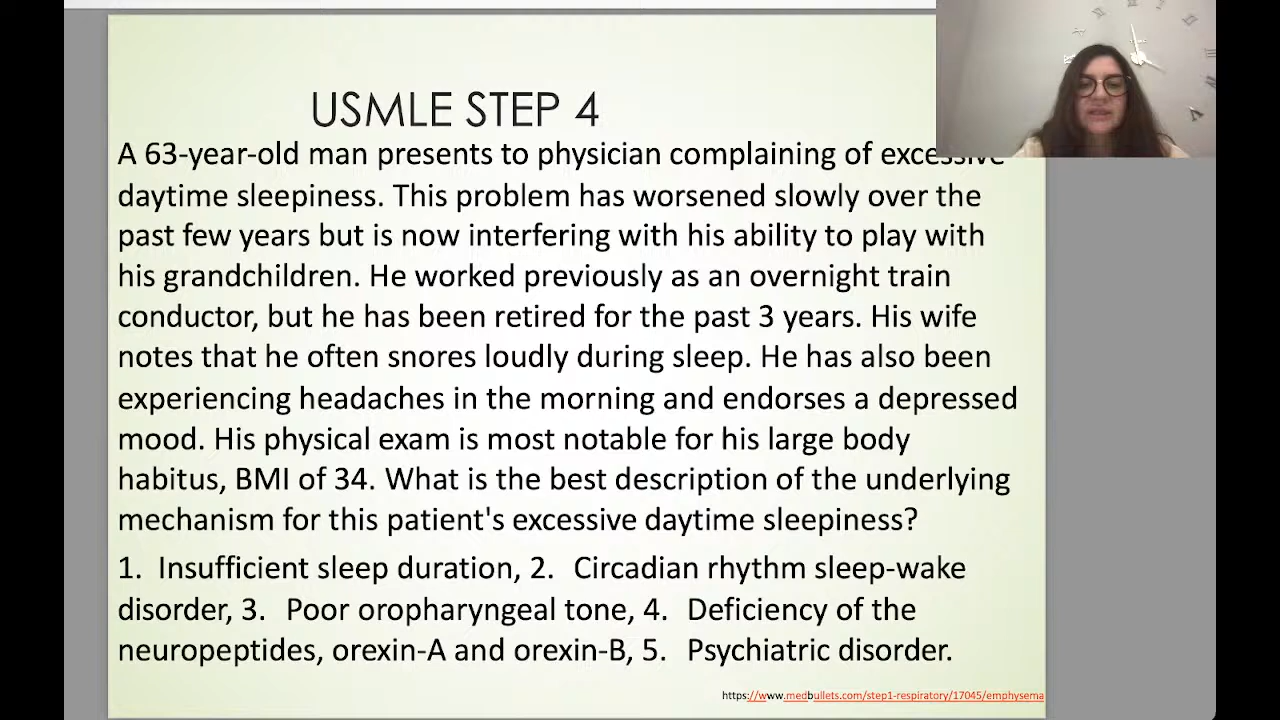 USMLE STEP 4
A 63-year-old man presents to physician complaining of excessive
daytime sleepiness. This problem has worsened slowly over the
past few years but is now interfering with his ability to play with
his grandchildren. He worked previously as an overnight train
conductor, but he has been retired for the past 3 years. His wife
notes that he often snores loudly during sleep. He has also been
experiencing headaches in the morning and endorses a depressed
mood. His physical exam is most notable for his large body
habitus, BMI of 34. What is the best description of the underlying
mechanism for this patient's excessive daytime sleepiness?
1. Insufficient sleep duration, 2. Circadian rhythm sleep-wake
disorder, 3. Poor oropharyngeal tone, 4. Deficiency of the
neuropeptides, orexin-A and orexin-B, 5. Psychiatric disorder.
https://www.medbullets.com/step1-respiratory/17045/emphysema